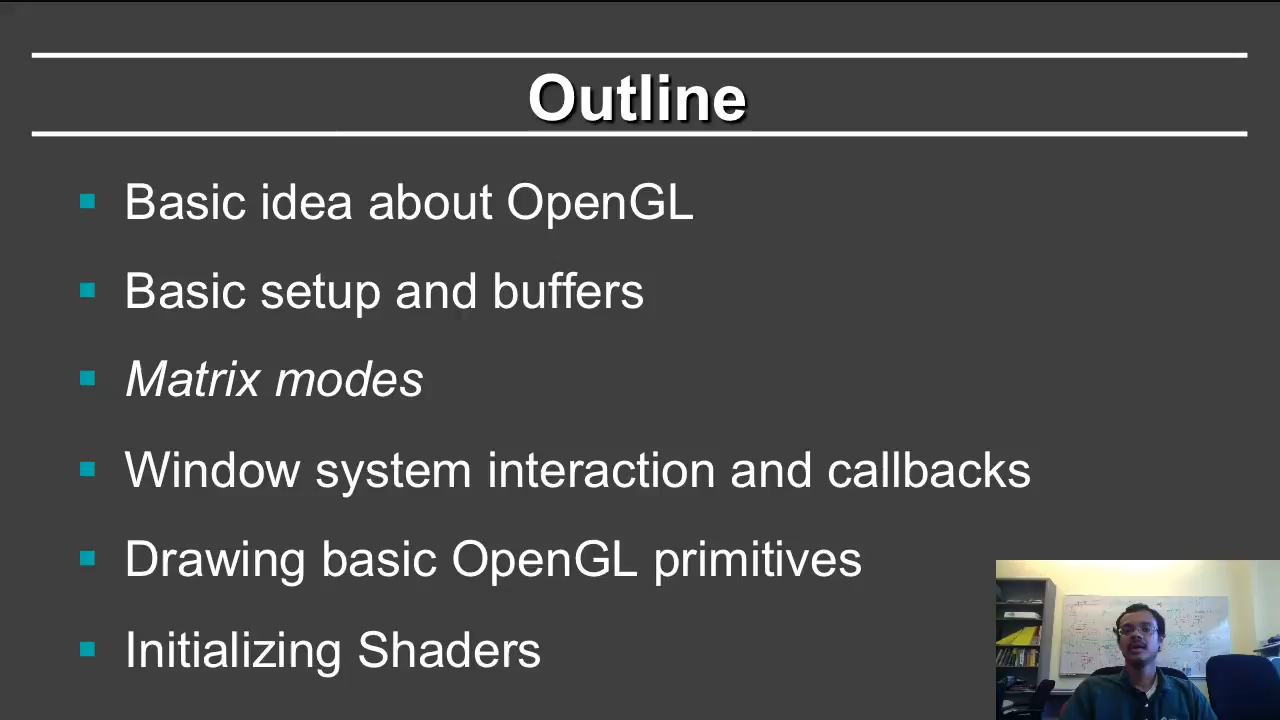 Outline
Basic idea about OpenGL
Basic setup and buffers
Matrix modes
Window system interaction and callbacks
Drawing basic OpenGL primitives
Initializing Shaders